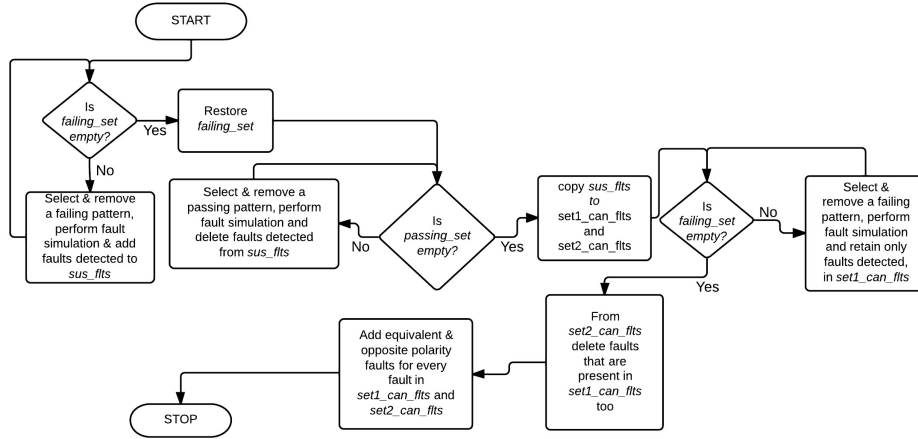 START
Is
failing_set
empty?
Yes
No
Restore
failing_set
Select & remove
a failing pattern,
perform fault
simulation & add
faults detected to
sus_flts
Select & remove a
passing pattern, perform
fault simulation and
delete faults detected
from sus_flts
No
Is
passing_set
empty?
Yes
copy sus_flts
to
set1_can_flts
and
set2_can_flts
Is
failing_set
empty?
No
Yes
Select &
remove a failing
pattern, perform
fault simulation
and retain only
faults detected,
in set1_can_flts
From
set2_can_flts
delete faults
that are
present in
set1_can_flts
too
Add equivalent &
opposite polarity
faults for every
fault in
set1_can_flts and
set2_can_flts
STOP